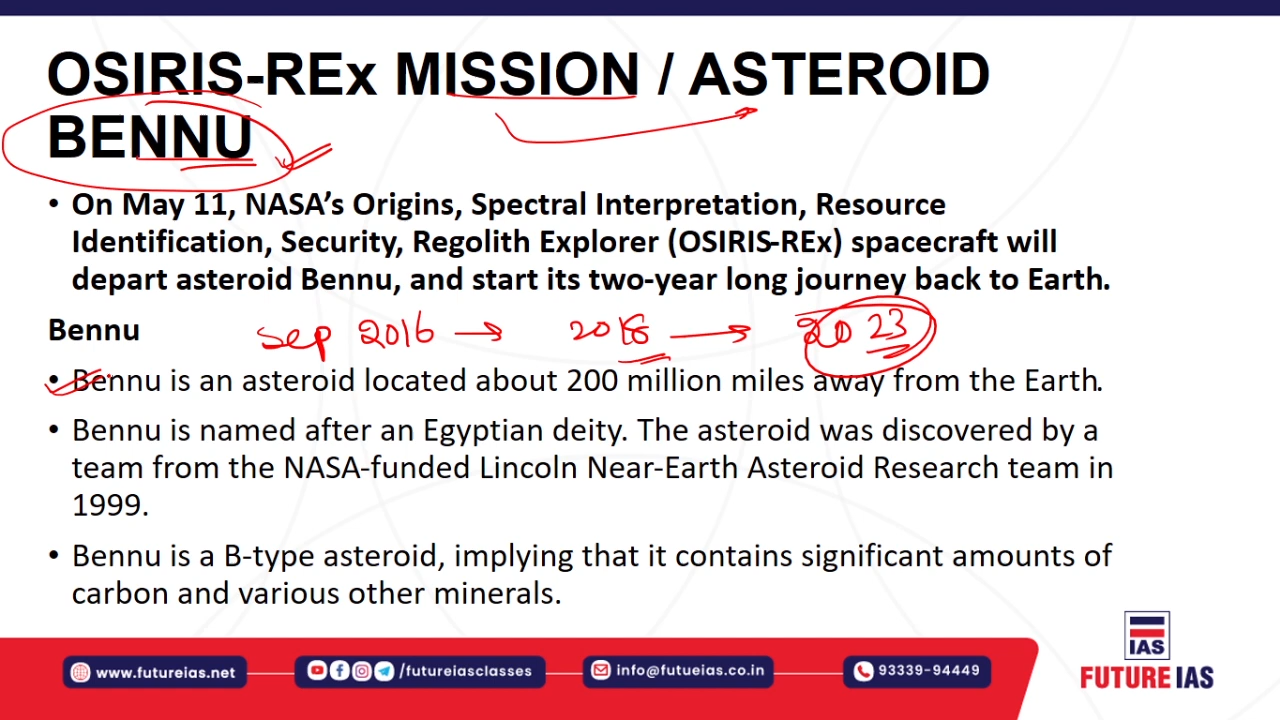 OSIRIS-REx MISSION / ASTEROID
BENNU
• On May 11, NASA's Origins, Spectral Interpretation, Resource
Identification, Security, Regolith Explorer (OSIRIS-REx) spacecraft will
depart asteroid Bennu, and start its two-year long journey back to Earth.
Bennu
Sep 2016 → 2018 → 2023
• Bennu is an asteroid located about 200 million miles away from the Earth.
• Bennu is named after an Egyptian deity. The asteroid was discovered by a
team from the NASA-funded Lincoln Near-Earth Asteroid Research team in
1999.
• Bennu is a B-type asteroid, implying that it contains significant amounts of
carbon and various other minerals.
IAS
FUTURE IAS
www.futureias.net
/futureiasclasses
info@futueias.co.in
93339-94449